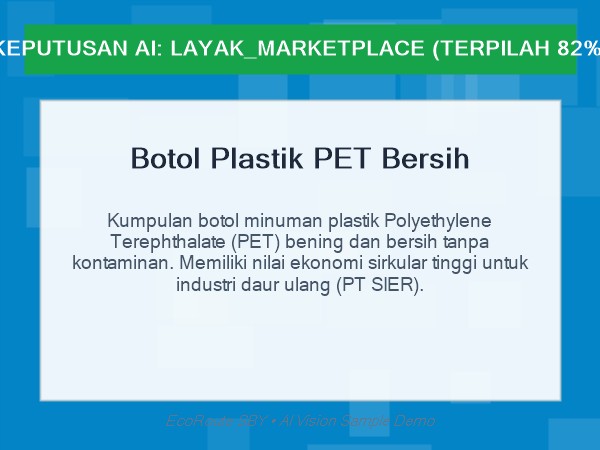 KEPUTUSAN AI: LAYAK_MARKETPLACE (TERPILAH 82%
Botol Plastik PET Bersih
Kumpulan botol minuman plastik Polyethylene
Terephthalate (PET) bening dan bersih tanpa
kontaminan. Memiliki nilai ekonomi sirkular tinggi untuk
industri daur ulang (PT SIER).
EcoRoute SBY • AI Vision Sample Demo